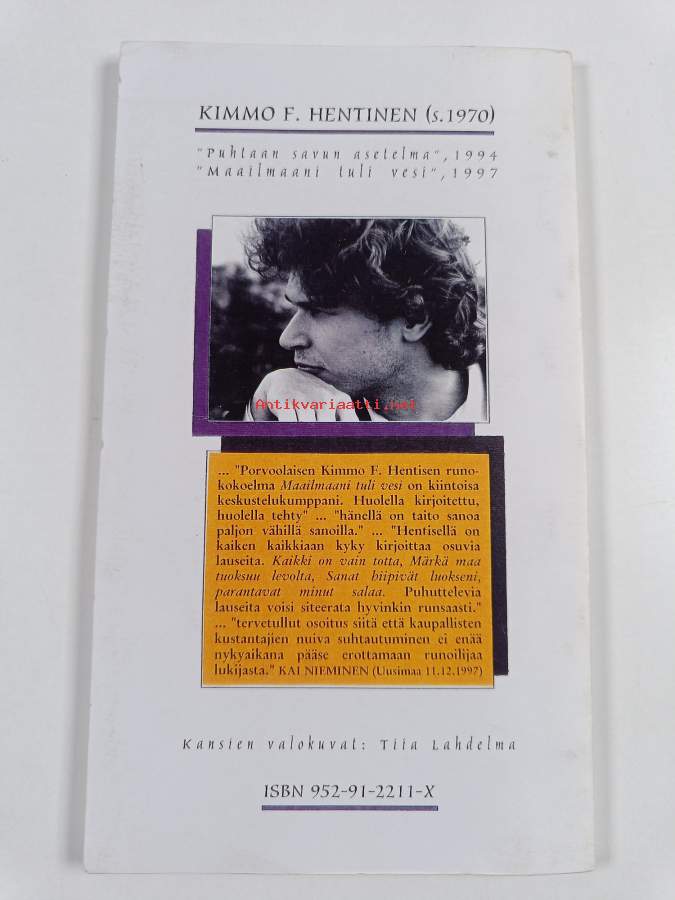 KIMMO F. HENTINEN (s.1970)
"Puhtaan savun asetelma", 1994
"Maailmaani tuli vesi", 1997
Antikvariaatti.net
... "Porvoolaisen Kimmo F. Hentisen runo-
kokoelma Maailmaani tuli vesi on kiintoisa
keskustelukumppani. Huolella kirjoitettu,
huolella tehty" ... "hänellä on taito sanoa
paljon vähillä sanoilla." ... "Hentisellä on
kaiken kaikkiaan kyky kirjoittaa osuvia
lauseita. Kaikki on vain totta, Märkä maa
tuoksuu levolta, Sanat hiipivät luokseni,
parantavat minut salaa. Puhuttelevia
lauseita voisi siteerata hyvinkin runsaasti."
... "tervetullut osoitus siitä että kaupallisten
kustantajien nuiva suhtautuminen ei enää
nykyaikana pääse erottamaan runoilijaa
lukijasta." KAI NIEMINEN (Uusimaa 11.12.1997)
Kansien valokuvat: Tiia Lahdelma
ISBN 952-91-2211-X